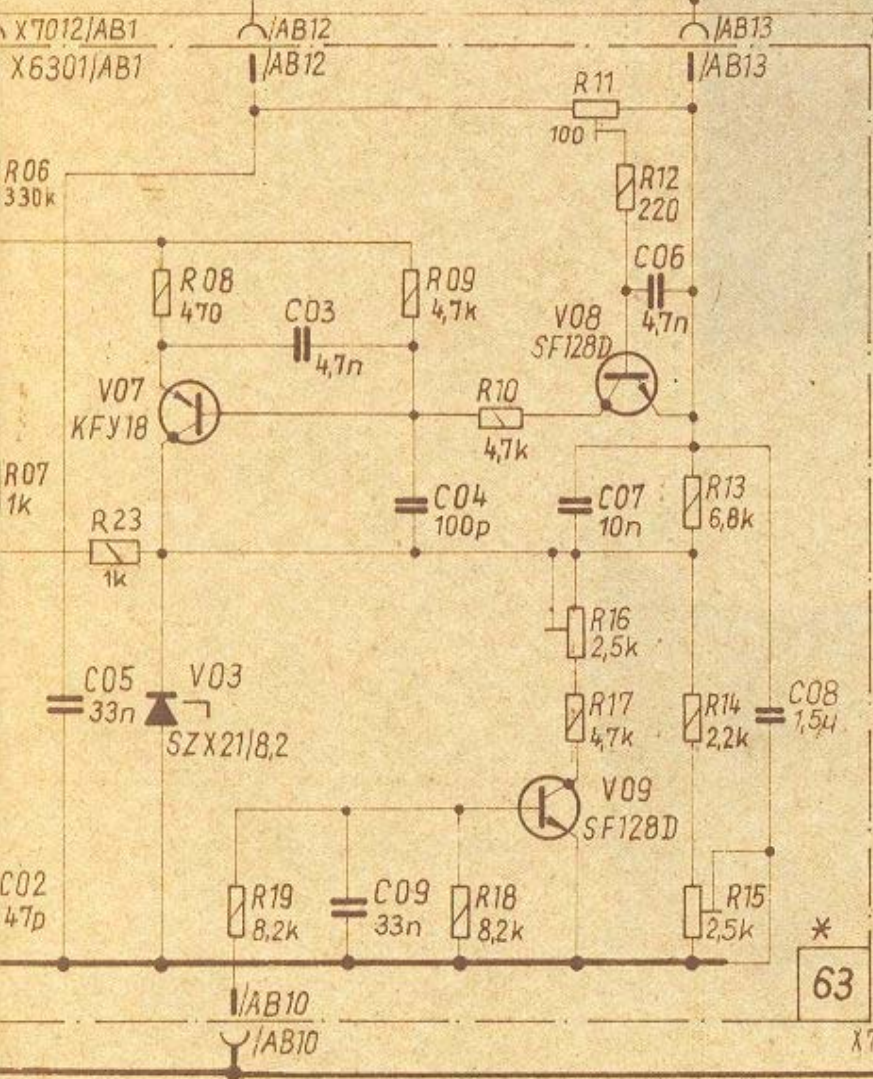 X7012/AB1
/AB12
/AB13
X6301/AB1
/AB12
/AB13
R11
100
R06
330k
R12
220
R08
470
C03
4,7n
R09
4,7k
C06
4,7n
V08
SF128D
V07
KFY18
R10
4,7k
R07
1k
R23
1k
C04
100p
C07
10n
R13
6,8k
R16
2,5k
C05
33n
V03
SZX21/8,2
R17
4,7k
R14
2,2k
C08
1,5µ
V09
SF128D
C02
47p
R19
8,2k
C09
33n
R18
8,2k
R15
2,5k
*
63
/AB10
/AB10
X7